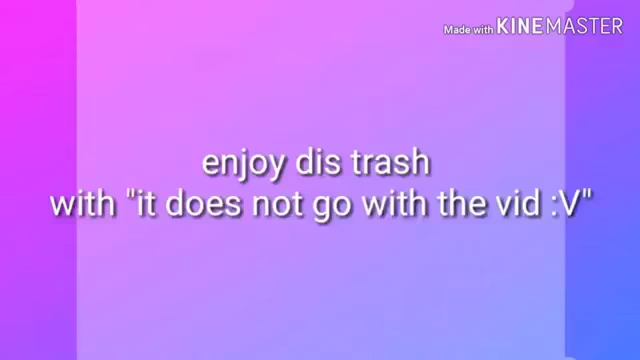 Made with KINEMASTER
enjoy dis trash
with "it does not go with the vid :V"